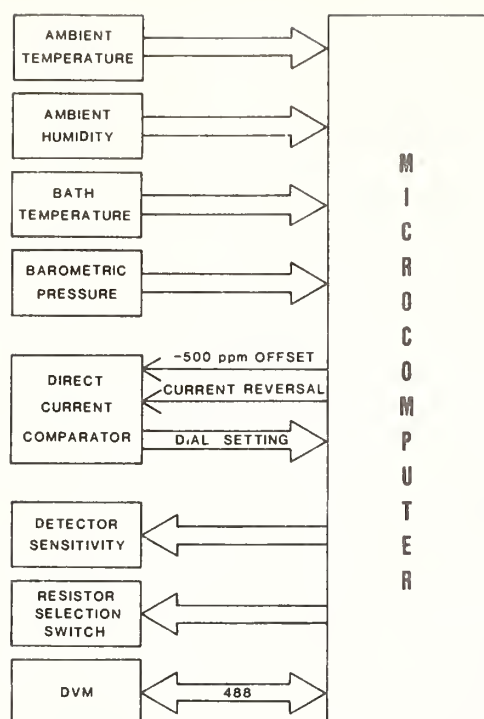 AMBIENT
TEMPERATURE
AMBIENT
HUMIDITY
BATH
TEMPERATURE
BAROMETRIC
PRESSURE
DIRECT
CURRENT
COMPARATOR
-500 ppm OFFSET
CURRENT REVERSAL
DIAL SETTING
DETECTOR
SENSITIVITY
RESISTOR
SELECTION
SWITCH
DVM
488
MICROCOMPUTER